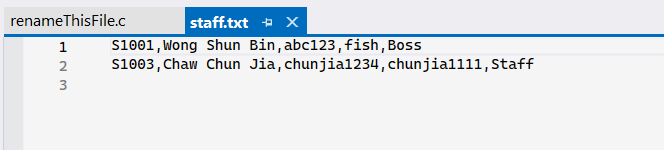 renameThisFile.c staff.txt
1 S1001,Wong Shun Bin,abc123,fish,Boss
2 S1003,Chaw Chun Jia,chunjia1234,chunjia1111,Staff
3